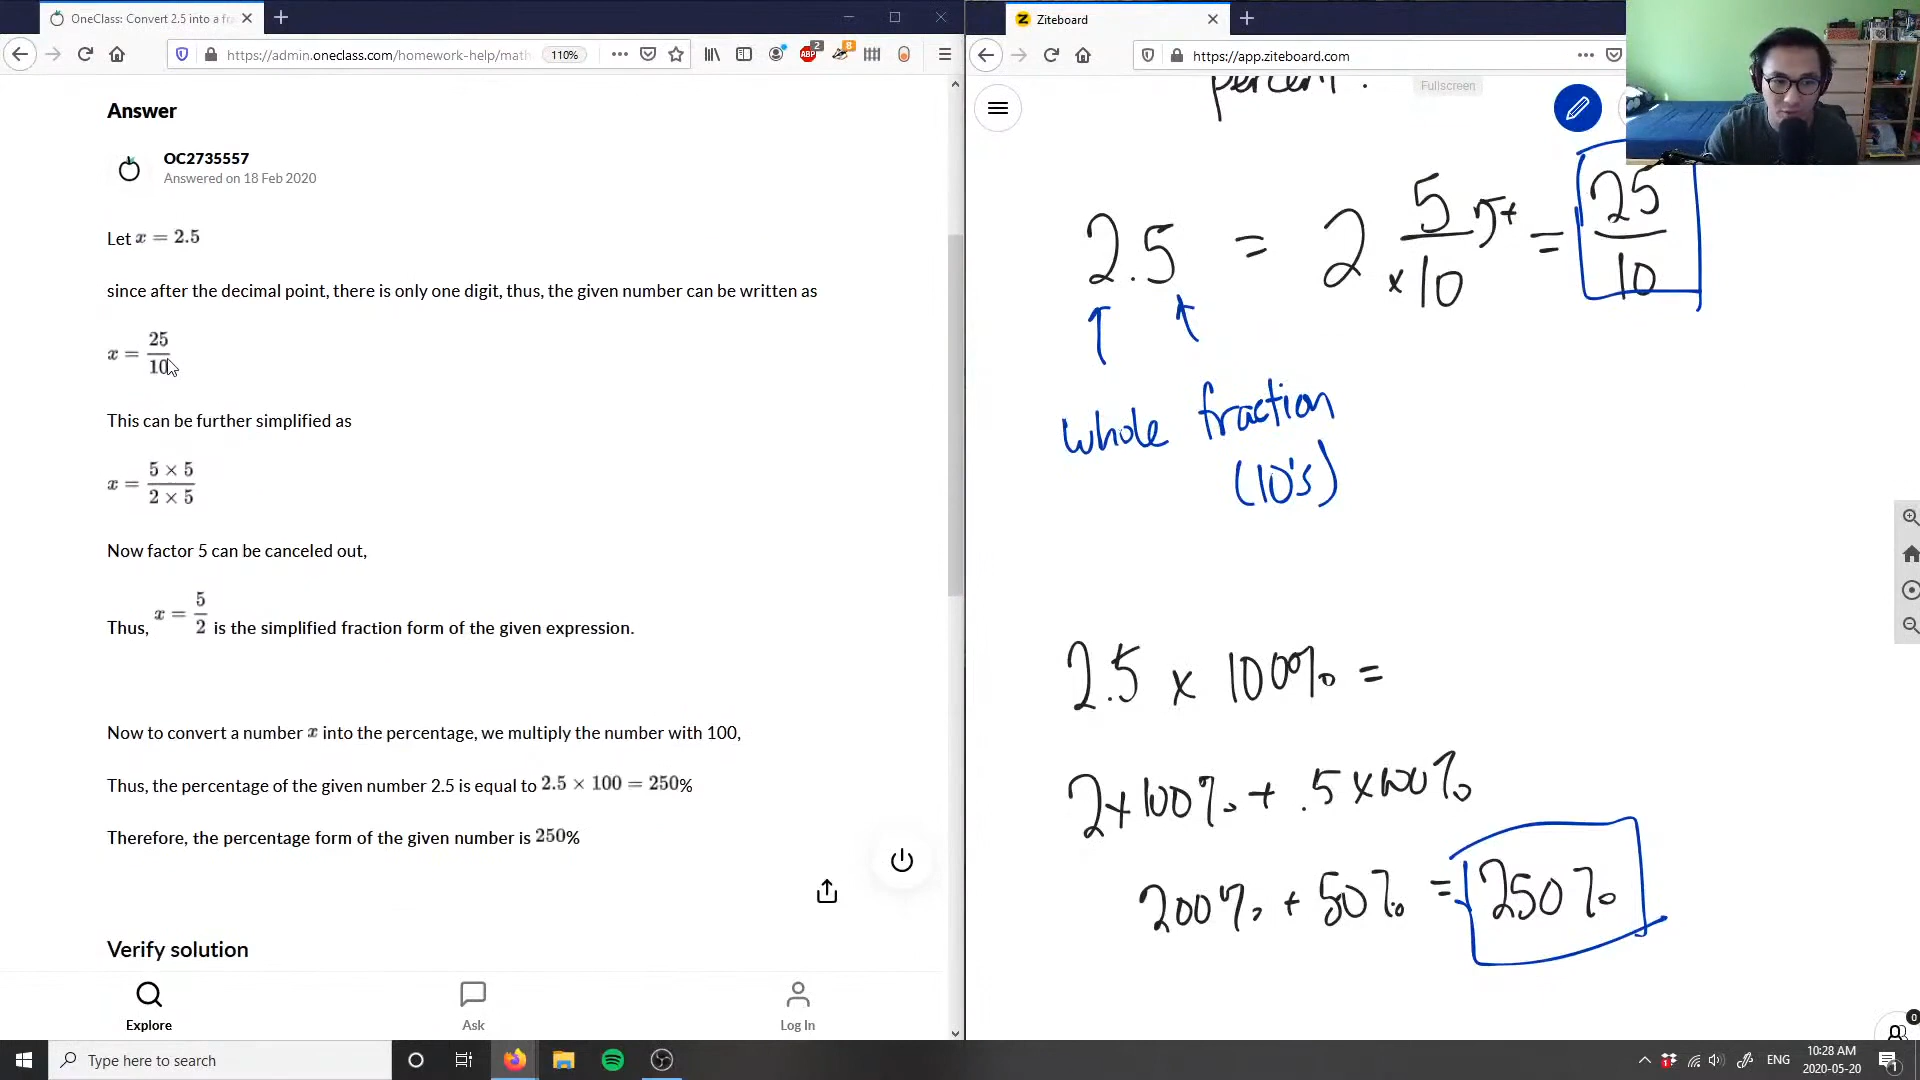 OneClass: Convert 2.5 into a fra
https://admin.oneclass.com/homework-help/math
110%
2
8
Answer
OC2735557
Answered on 18 Feb 2020
Let x = 2.5
since after the decimal point, there is only one digit, thus, the given number can be written as
x = 25/10
This can be further simplified as
x = 5 × 5/2 × 5
Now factor 5 can be canceled out,
Thus, x = 5/2 is the simplified fraction form of the given expression.
Now to convert a number x into the percentage, we multiply the number with 100,
Thus, the percentage of the given number 2.5 is equal to 2.5 × 100 = 250%
Therefore, the percentage form of the given number is 250%
Verify solution
Explore
Ask
Log In
Ziteboard
https://app.ziteboard.com
percent.
Fullscreen
2.5 = 2 5/×10 = 25/10
whole fraction
(10's)
2.5 x 100% =
2x100% + .5x100%
200% + 50% = 250%
0
Type here to search
ENG
10:28 AM
2020-05-20
1